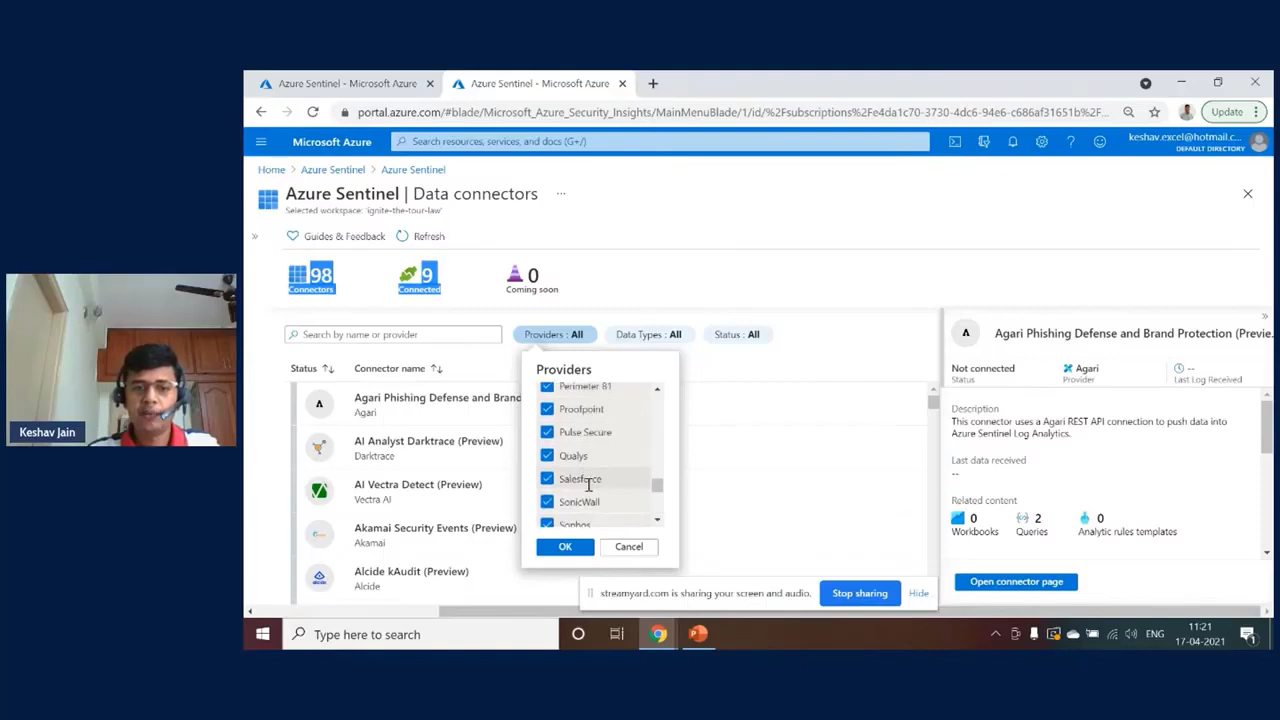 Azure Sentinel - Microsoft Azure
Azure Sentinel - Microsoft Azure
portal.azure.com/#blade/Microsoft_Azure_Security_Insights/MainMenuBlade/1/id/%2Fsubscriptions%2Fe4da1c70-3730-4dc6-94e6-c686af31651b%2F...
Update
Microsoft Azure
Search resources, services, and docs (G+/)
keshav.excel@hotmail.c...
DEFAULT DIRECTORY
Home > Azure Sentinel > Azure Sentinel
Azure Sentinel | Data connectors ...
Selected workspace: 'ignite-the-tour-law'
Guides & Feedback
Refresh
98
Connectors
9
Connected
0
Coming soon
Search by name or provider
Providers : All
Data Types : All
Status : All
Status
Connector name
Agari Phishing Defense and Brand
Agari
AI Analyst Darktrace (Preview)
Darktrace
AI Vectra Detect (Preview)
Vectra AI
Akamai Security Events (Preview)
Akamai
Alcide kAudit (Preview)
Alcide
Providers
Perimeter 81
Proofpoint
Pulse Secure
Qualys
Salesforce
SonicWall
Sophos
OK
Cancel
A
A
Agari Phishing Defense and Brand Protection (Previe...
Not connected
Status
Agari
Provider
--
Last Log Received
Description
This connector uses a Agari REST API connection to push data into
Azure Sentinel Log Analytics.
Last data received
--
Related content
0
Workbooks
2
Queries
0
Analytic rules templates
Open connector page
streamyard.com is sharing your screen and audio.
Stop sharing
Hide
Type here to search
ENG
11:21
17-04-2021
1
Keshav Jain